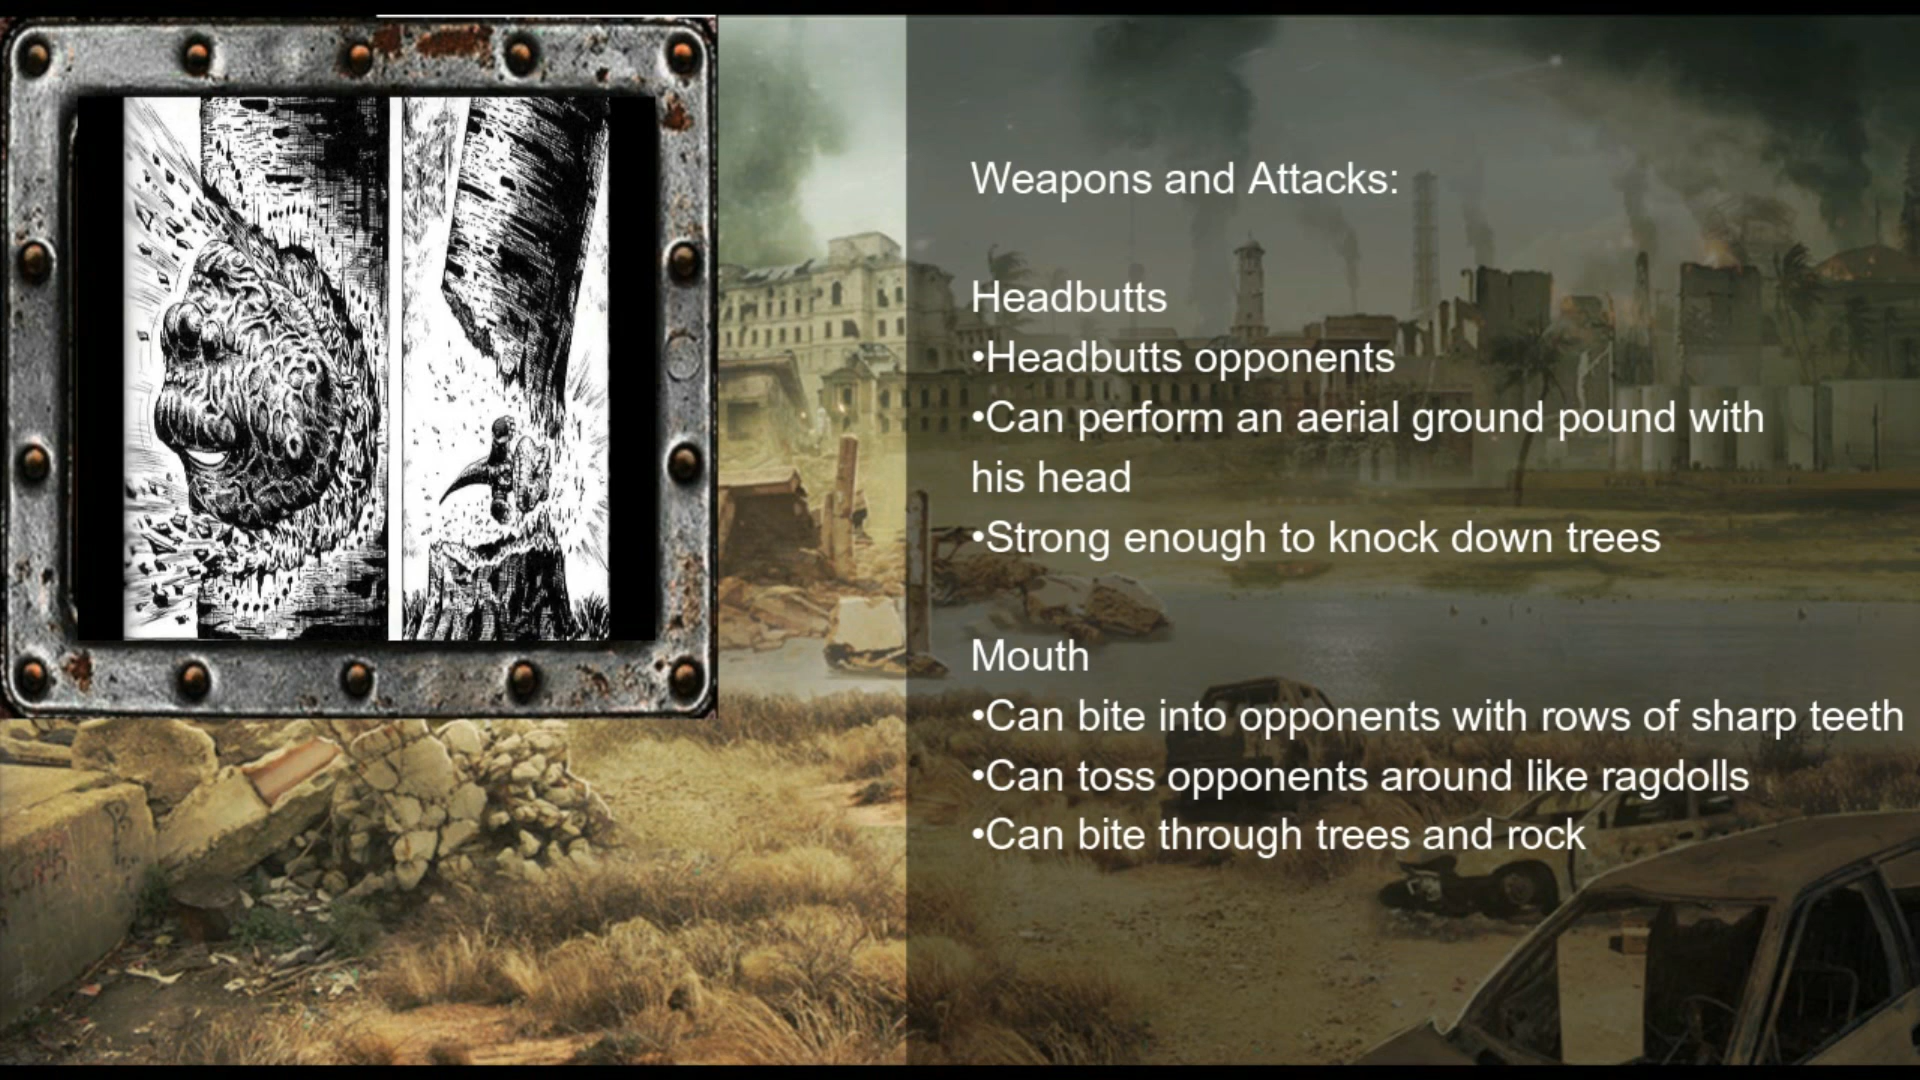 Weapons and Attacks:
Headbutts
•Headbutts opponents
•Can perform an aerial ground pound with
his head
•Strong enough to knock down trees
Mouth
•Can bite into opponents with rows of sharp teeth
•Can toss opponents around like ragdolls
•Can bite through trees and rock